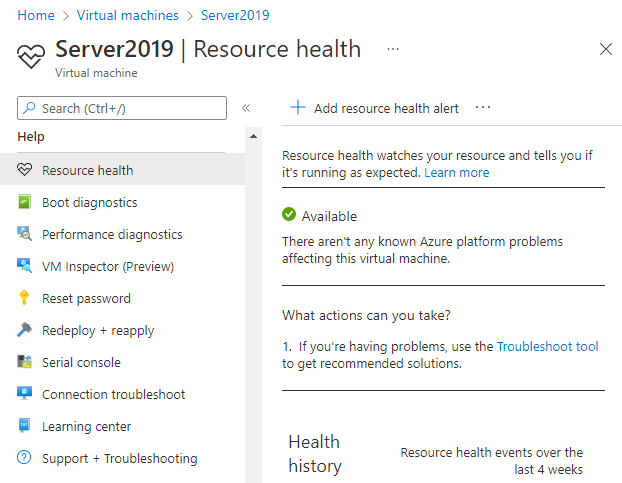 Home > Virtual machines > Server2019
Server2019 | Resource health ...
Virtual machine
Search (Ctrl+/)
«
Help
Resource health
Boot diagnostics
Performance diagnostics
VM Inspector (Preview)
Reset password
Redeploy + reapply
Serial console
Connection troubleshoot
Learning center
Support + Troubleshooting
+ Add resource health alert ...
Resource health watches your resource and tells you if
it's running as expected. Learn more
Available
There aren't any known Azure platform problems
affecting this virtual machine.
What actions can you take?
1. If you're having problems, use the Troubleshoot tool
to get recommended solutions.
Health
history
Resource health events over the
last 4 weeks